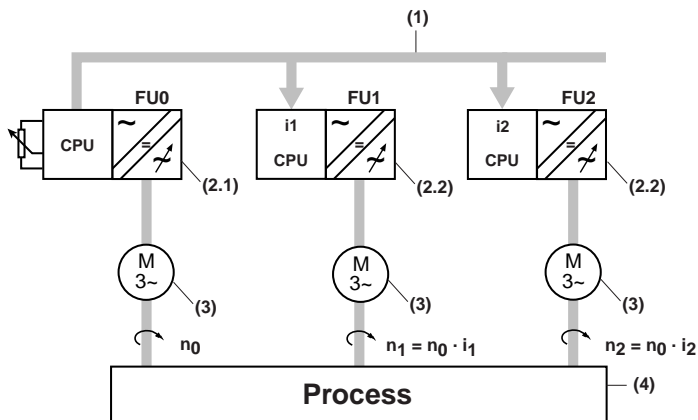 (1)
FU0
FU1
FU2
CPU
~
=
~
i1
CPU
~
=
~
i2
CPU
~
=
~
(2.1)
(2.2)
(2.2)
M
3~
(3)
M
3~
(3)
M
3~
(3)
n0
n1 = n0 · i1
n2 = n0 · i2
Process
(4)